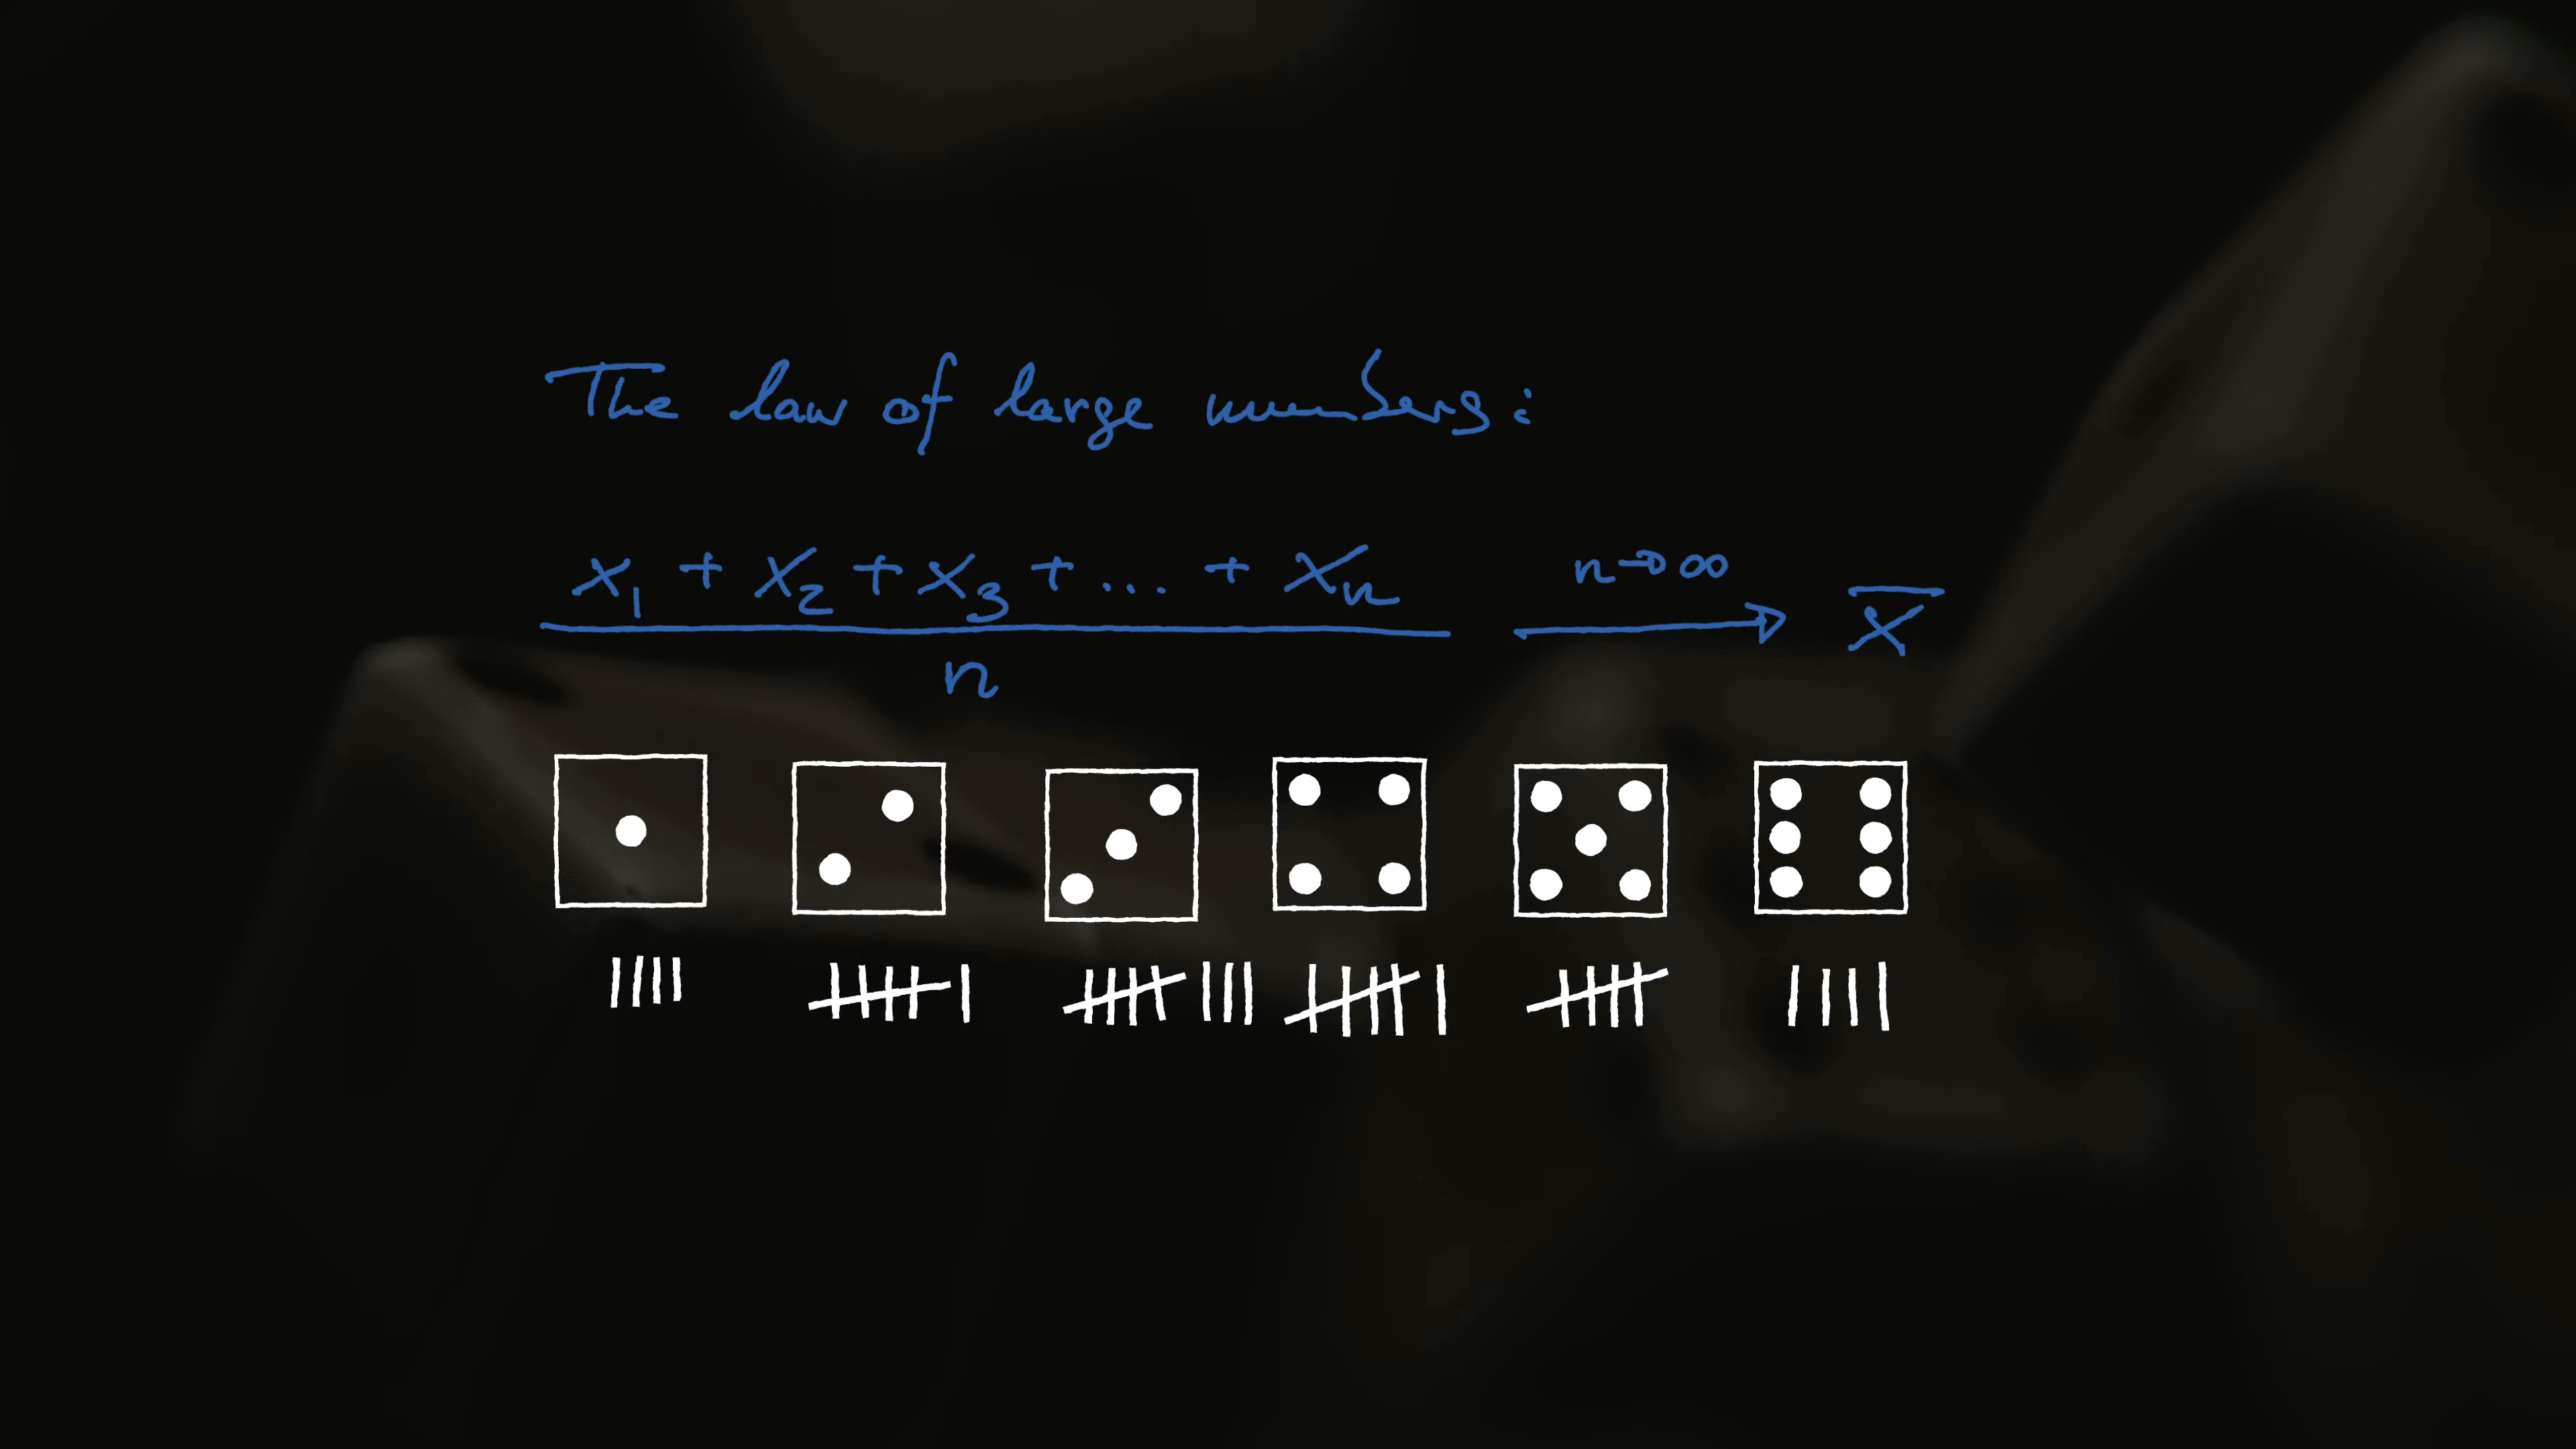 The law of large numbers:
x₁ + x₂ + x₃ + ... + xₙ
n
n→∞
x̅